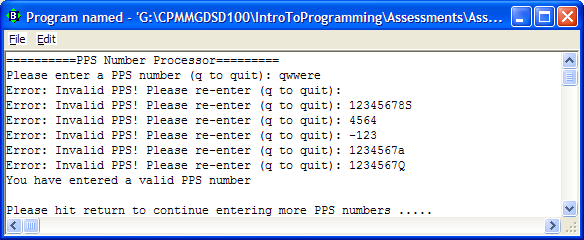 Program named - 'G:\CPMMGDSD100\IntroToProgramming\Assessments\Ass...
File Edit
==========PPS Number Processor=========
Please enter a PPS number (q to quit): qwwere
Error: Invalid PPS! Please re-enter (q to quit):
Error: Invalid PPS! Please re-enter (q to quit): 12345678S
Error: Invalid PPS! Please re-enter (q to quit): 4564
Error: Invalid PPS! Please re-enter (q to quit): -123
Error: Invalid PPS! Please re-enter (q to quit): 1234567a
Error: Invalid PPS! Please re-enter (q to quit): 1234567Q
You have entered a valid PPS number
Please hit return to continue entering more PPS numbers .....